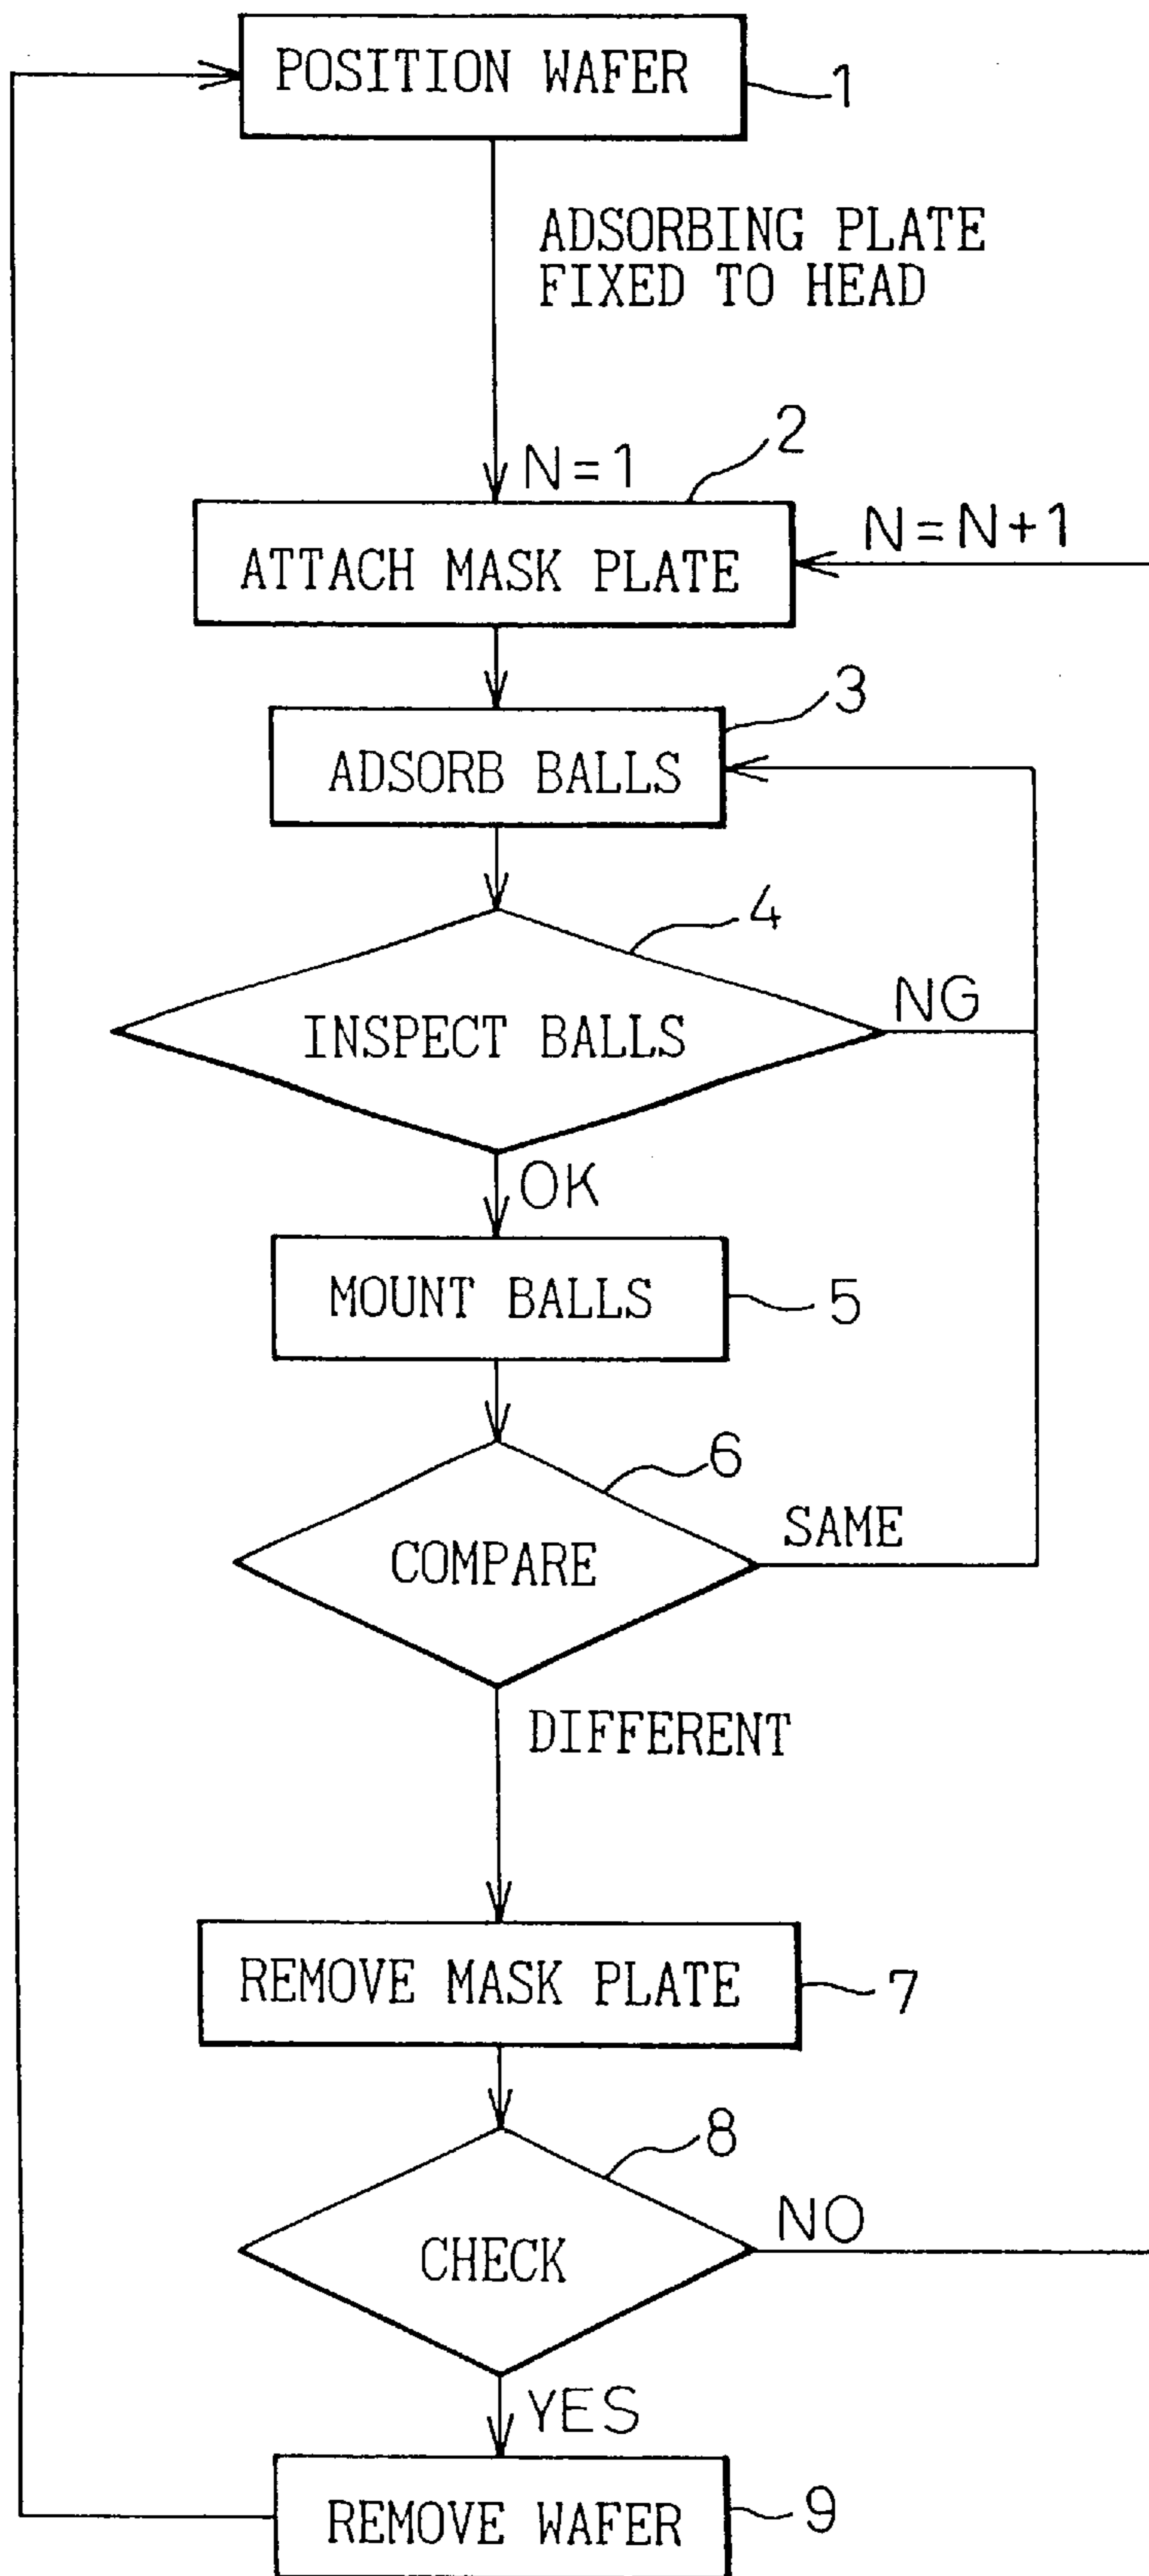 POSITION WAFER
1
ADSORBING PLATE
FIXED TO HEAD
2
N=1
N=N+1
ATTACH MASK PLATE
3
ADSORB BALLS
4
NG
INSPECT BALLS
OK
MOUNT BALLS
5
6
SAME
COMPARE
DIFFERENT
REMOVE MASK PLATE
7
8
NO
CHECK
YES
REMOVE WAFER
9